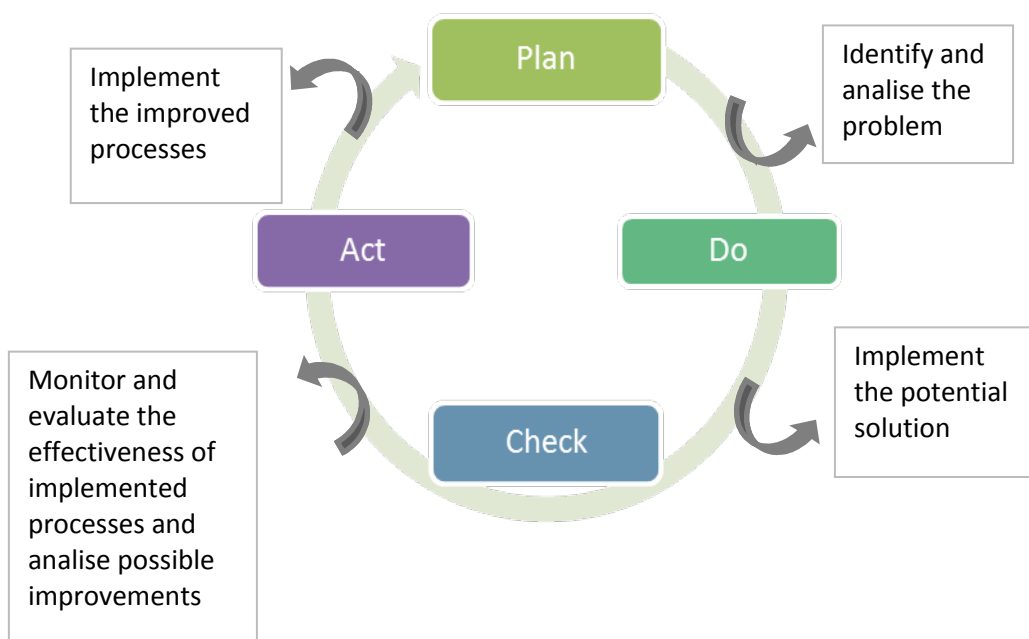 Plan
Identify and
analise the
problem
Do
Implement
the potential
solution
Check
Monitor and
evaluate the
effectiveness of
implemented
processes and
analise possible
improvements
Act
Implement
the improved
processes